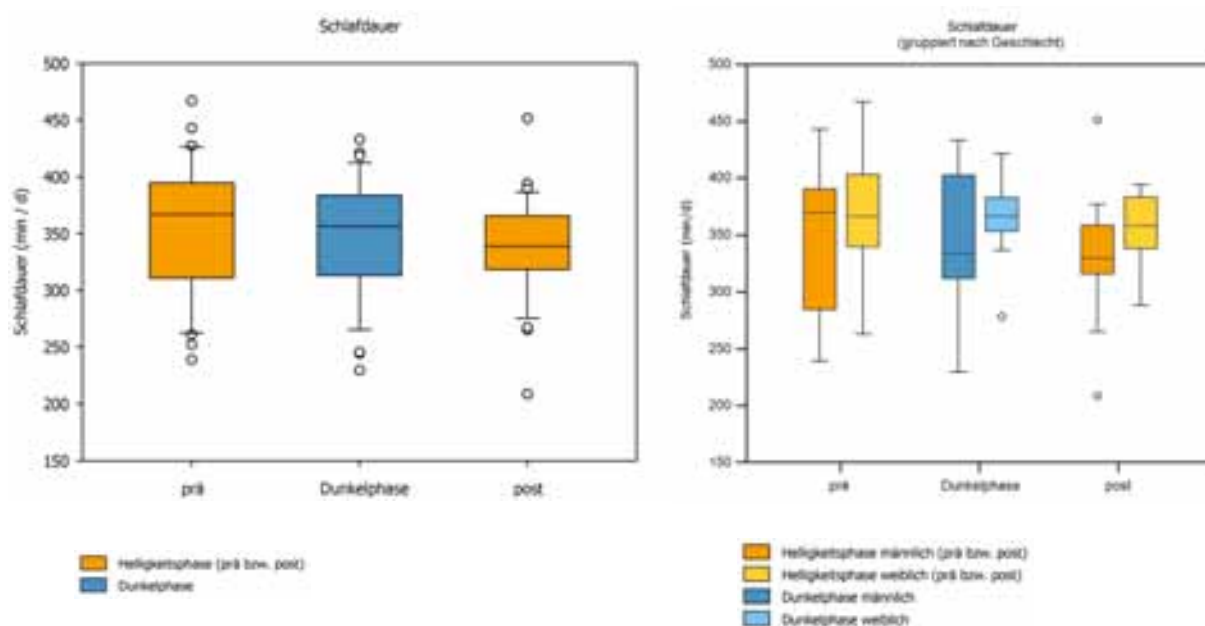 Schlafdauer
Schlafdauer (min / d)
500
450
400
350
300
250
200
150
prä
Dunkelphase
post
Helligkeitsphase (prä bzw. post)
Dunkelphase
Schlafdauer
(gruppiert nach Geschlecht)
Schlafdauer (min/d)
500
450
400
350
300
250
200
150
prä
Dunkelphase
post
Helligkeitsphase männlich (prä bzw. post)
Helligkeitsphase weiblich (prä bzw. post)
Dunkelphase männlich
Dunkelphase weiblich